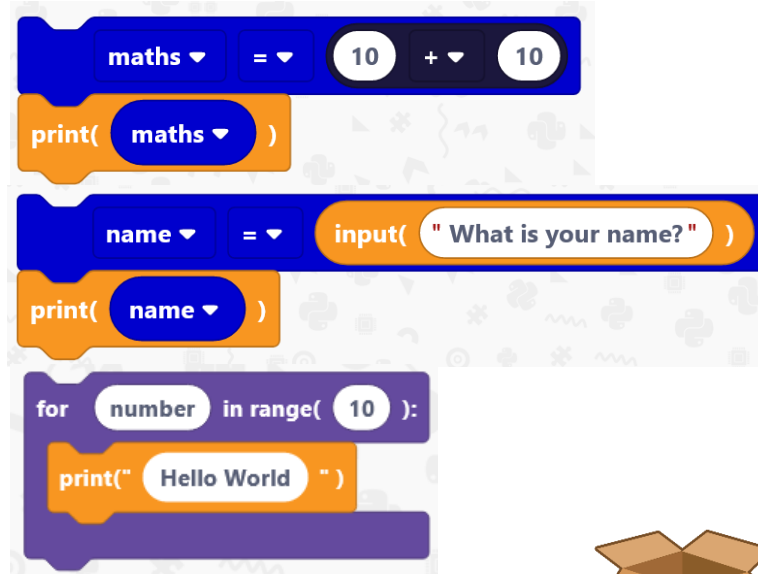 maths = 10 + 10
print( maths )
name = input( " What is your name? " )
print( name )
for number in range( 10 ):
print(" Hello World ")